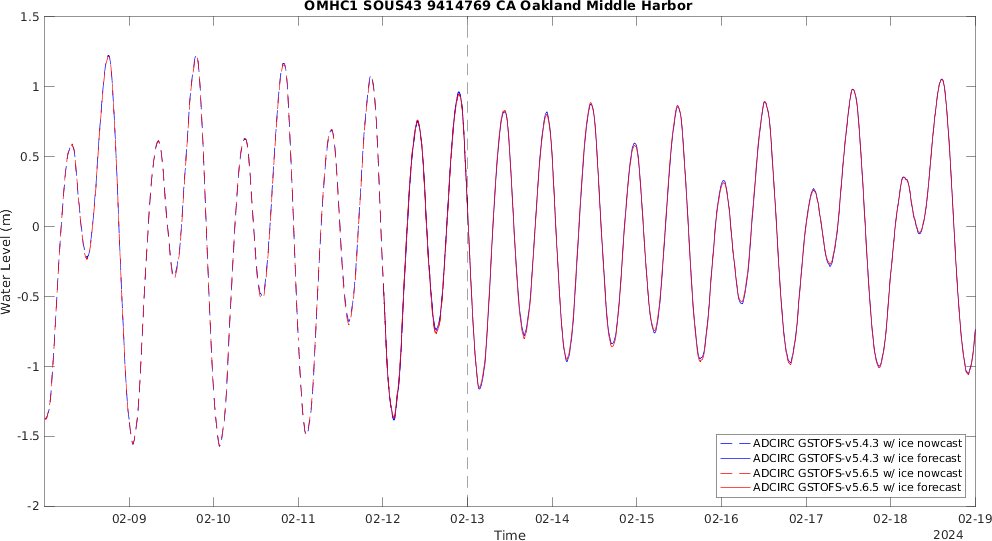 OMHC1 SOUS43 9414769 CA Oakland Middle Harbor
1.5
1
0.5
0
-0.5
-1
-1.5
-2
Water Level (m)
02-09 02-10 02-11 02-12 02-13 02-14 02-15 02-16 02-17 02-18 02-19
Time
2024
ADCIRC GSTOFS-v5.4.3 w/ ice nowcast
ADCIRC GSTOFS-v5.4.3 w/ ice forecast
ADCIRC GSTOFS-v5.6.5 w/ ice nowcast
ADCIRC GSTOFS-v5.6.5 w/ ice forecast